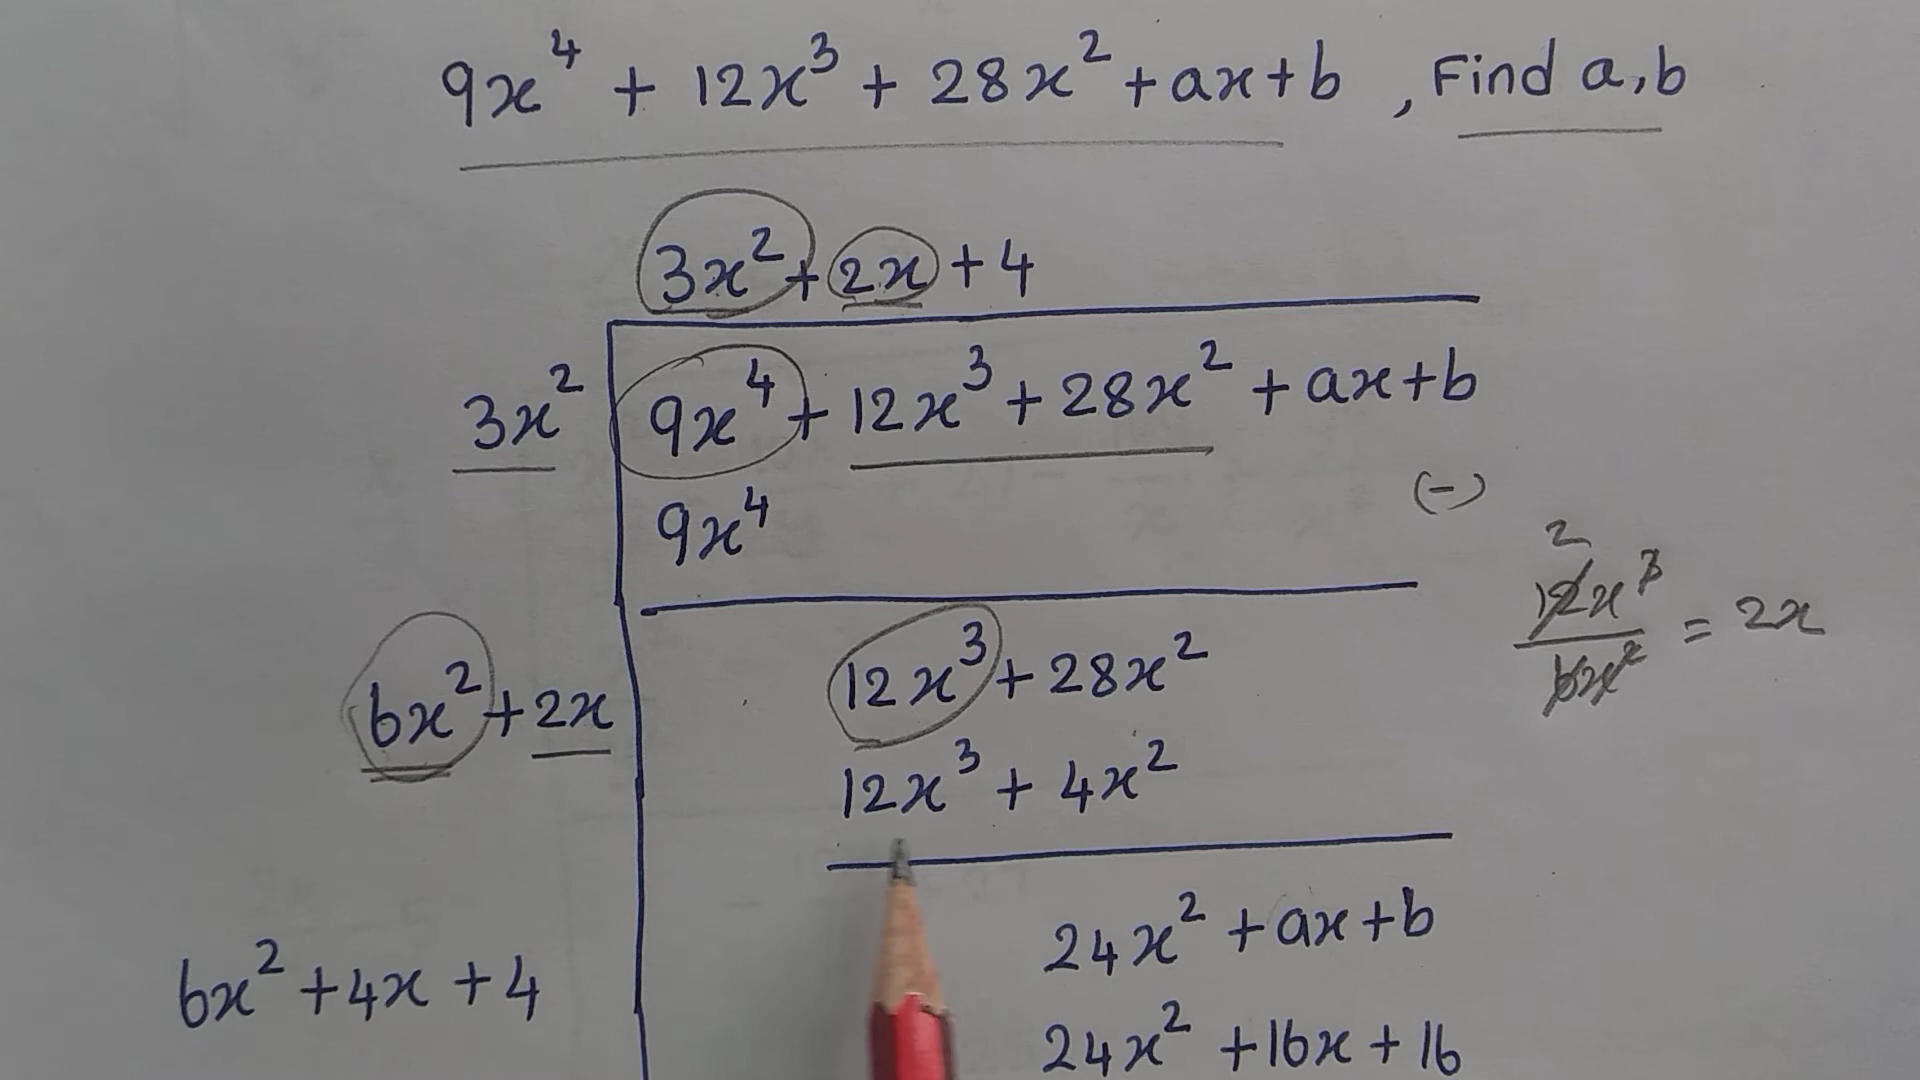 9x⁴ + 12x³ + 28x² + ax + b , Find a,b
3x² + 2x + 4
3x² 9x⁴ + 12x³ + 28x² + ax + b
9x⁴ (-)
12x³ / 6x² = 2x
2
6x² + 2x 12x³ + 28x²
12x³ + 4x²
24x² + ax + b
6x² + 4x + 4 24x² + 16x + 16